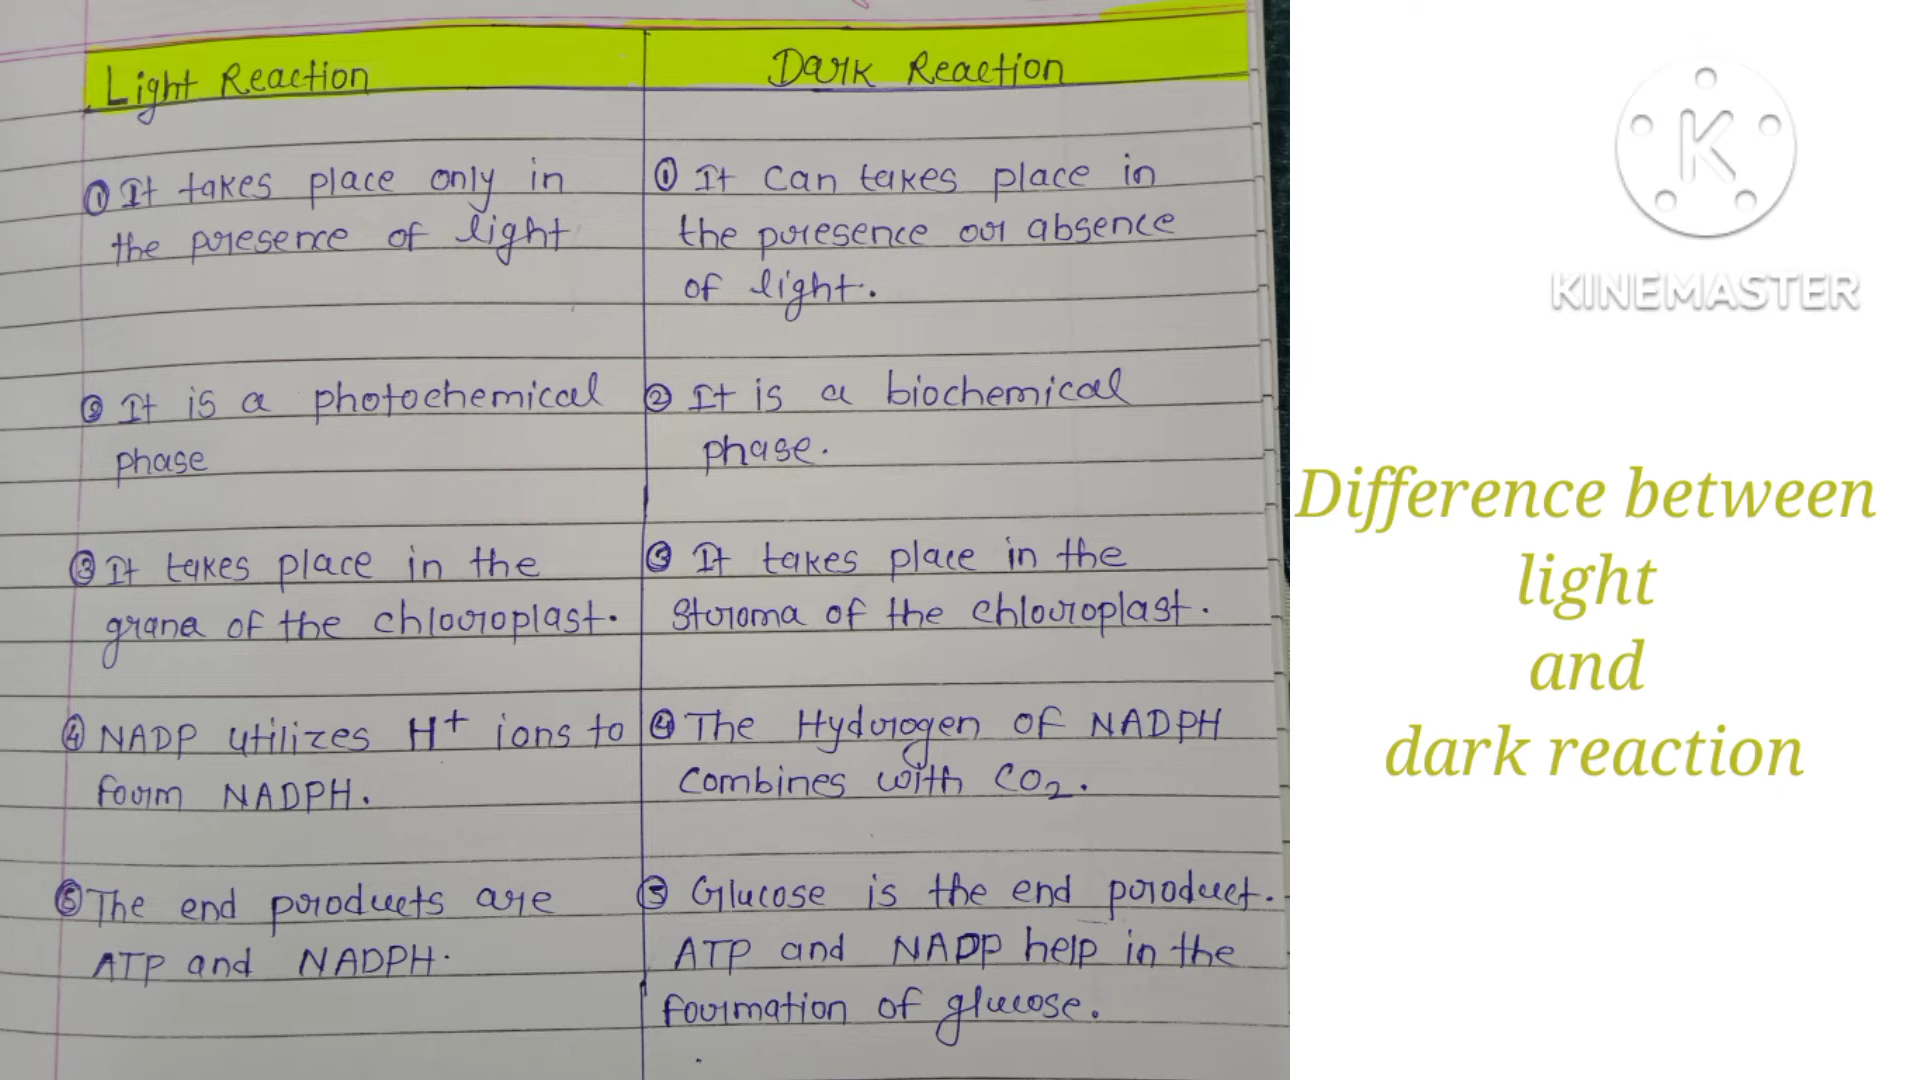 Light Reaction
Dark Reaction
① It takes place only in
the presence of light
① It can takes place in
the presence or absence
of light.
② It is a photochemical
phase
② It is a biochemical
phase.
③ It takes place in the
grana of the chloroplast.
③ It takes place in the
Stroma of the chloroplast.
④ NADP utilizes H+ ions to
form NADPH.
④ The Hydrogen of NADPH
combines with CO2.
⑤ The end products are
ATP and NADPH.
⑤ Glucose is the end product.
ATP and NADP help in the
formation of glucose.
K
KINEMASTER
Difference between
light
and
dark reaction